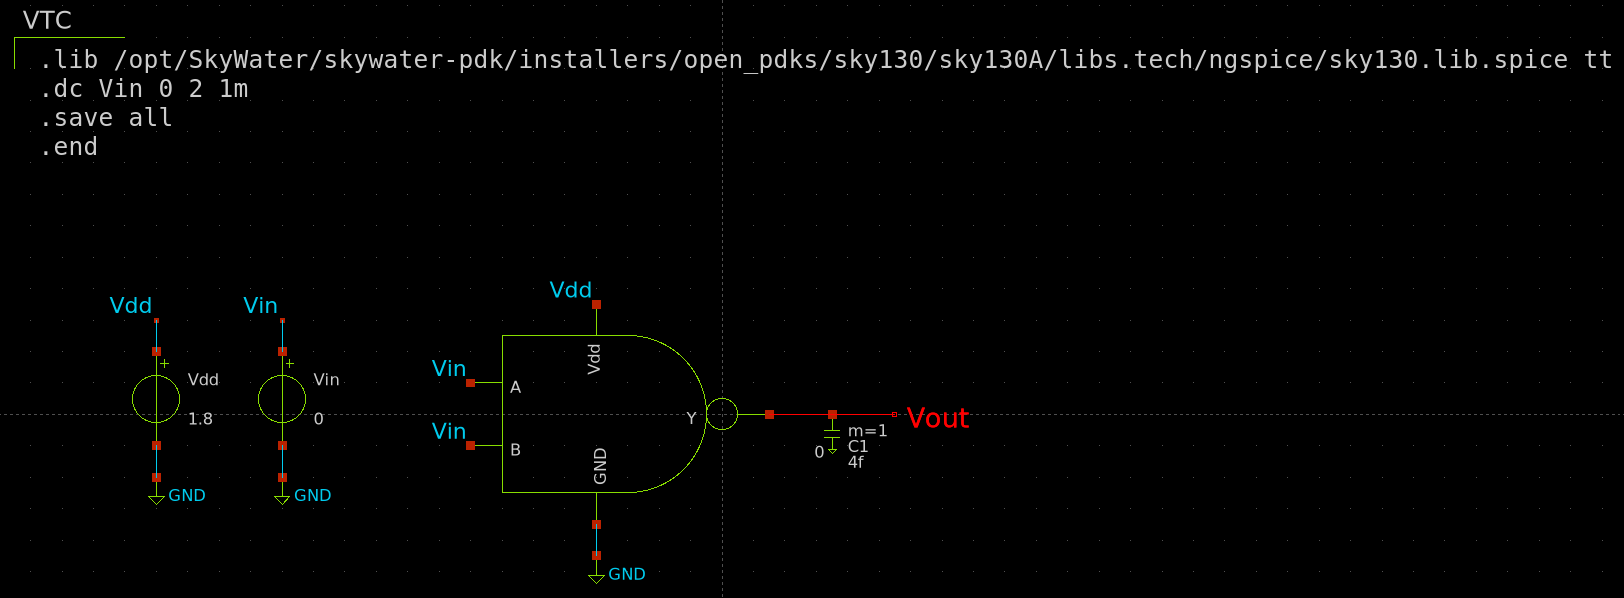 VTC
.lib /opt/SkyWater/skywater-pdk/installers/open_pdks/sky130/sky130A/libs.tech/ngspice/sky130.lib.spice tt
.dc Vin 0 2 1m
.save all
.end
Vdd
Vin
+
Vdd
1.8
GND
+
Vin
0
GND
Vdd
Vin
Vin
Vdd
A
B
Y
GND
GND
Vout
m=1
C1
4f
0